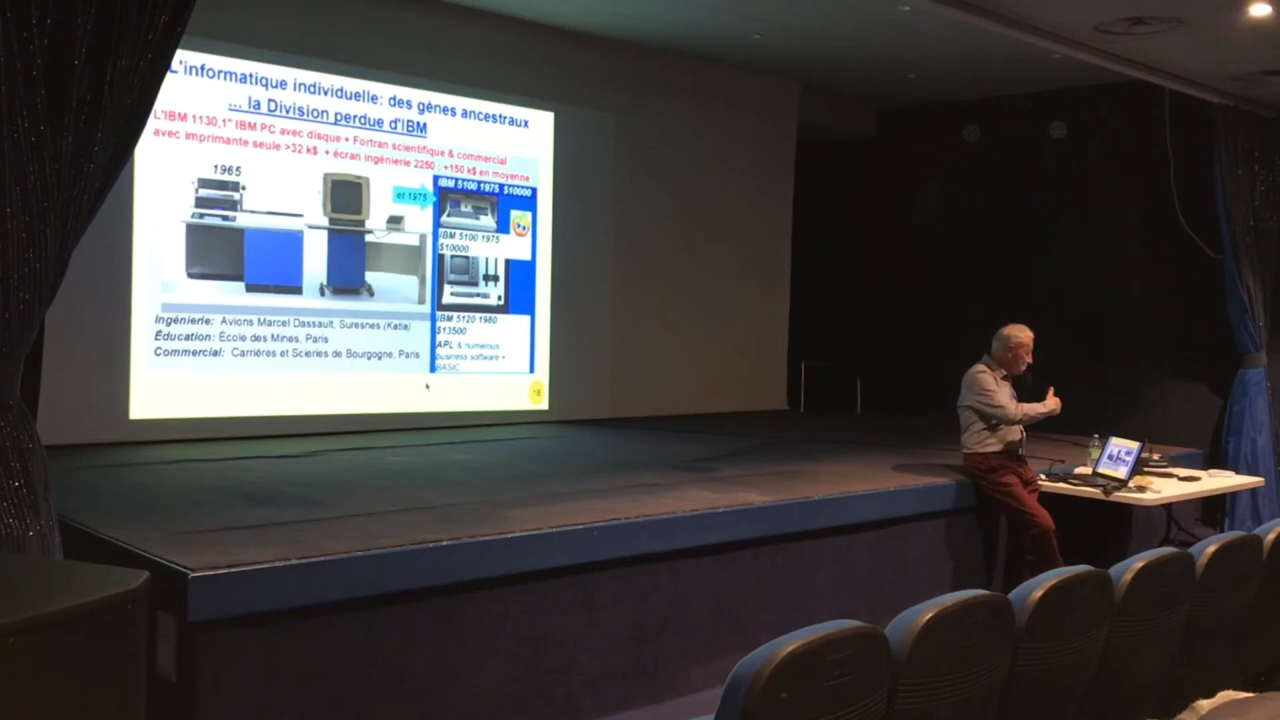 L'informatique individuelle: des gènes ancestraux
... la Division perdue d'IBM
L'IBM 1130,1° IBM PC avec disque + Fortran scientifique & commercial
avec imprimante seule >32 k$ + écran ingénierie 2250 : +150 k$ en moyenne
1965
et 1975
IBM 5100 1975 $10000
IBM 5100 1975
$10000
IBM 5120 1980
$13500
APL & numerous
business software +
BASIC
Ingénierie: Avions Marcel Dassault, Suresnes (Katia)
Éducation: École des Mines, Paris
Commercial: Carrières et Scieries de Bourgogne, Paris
18